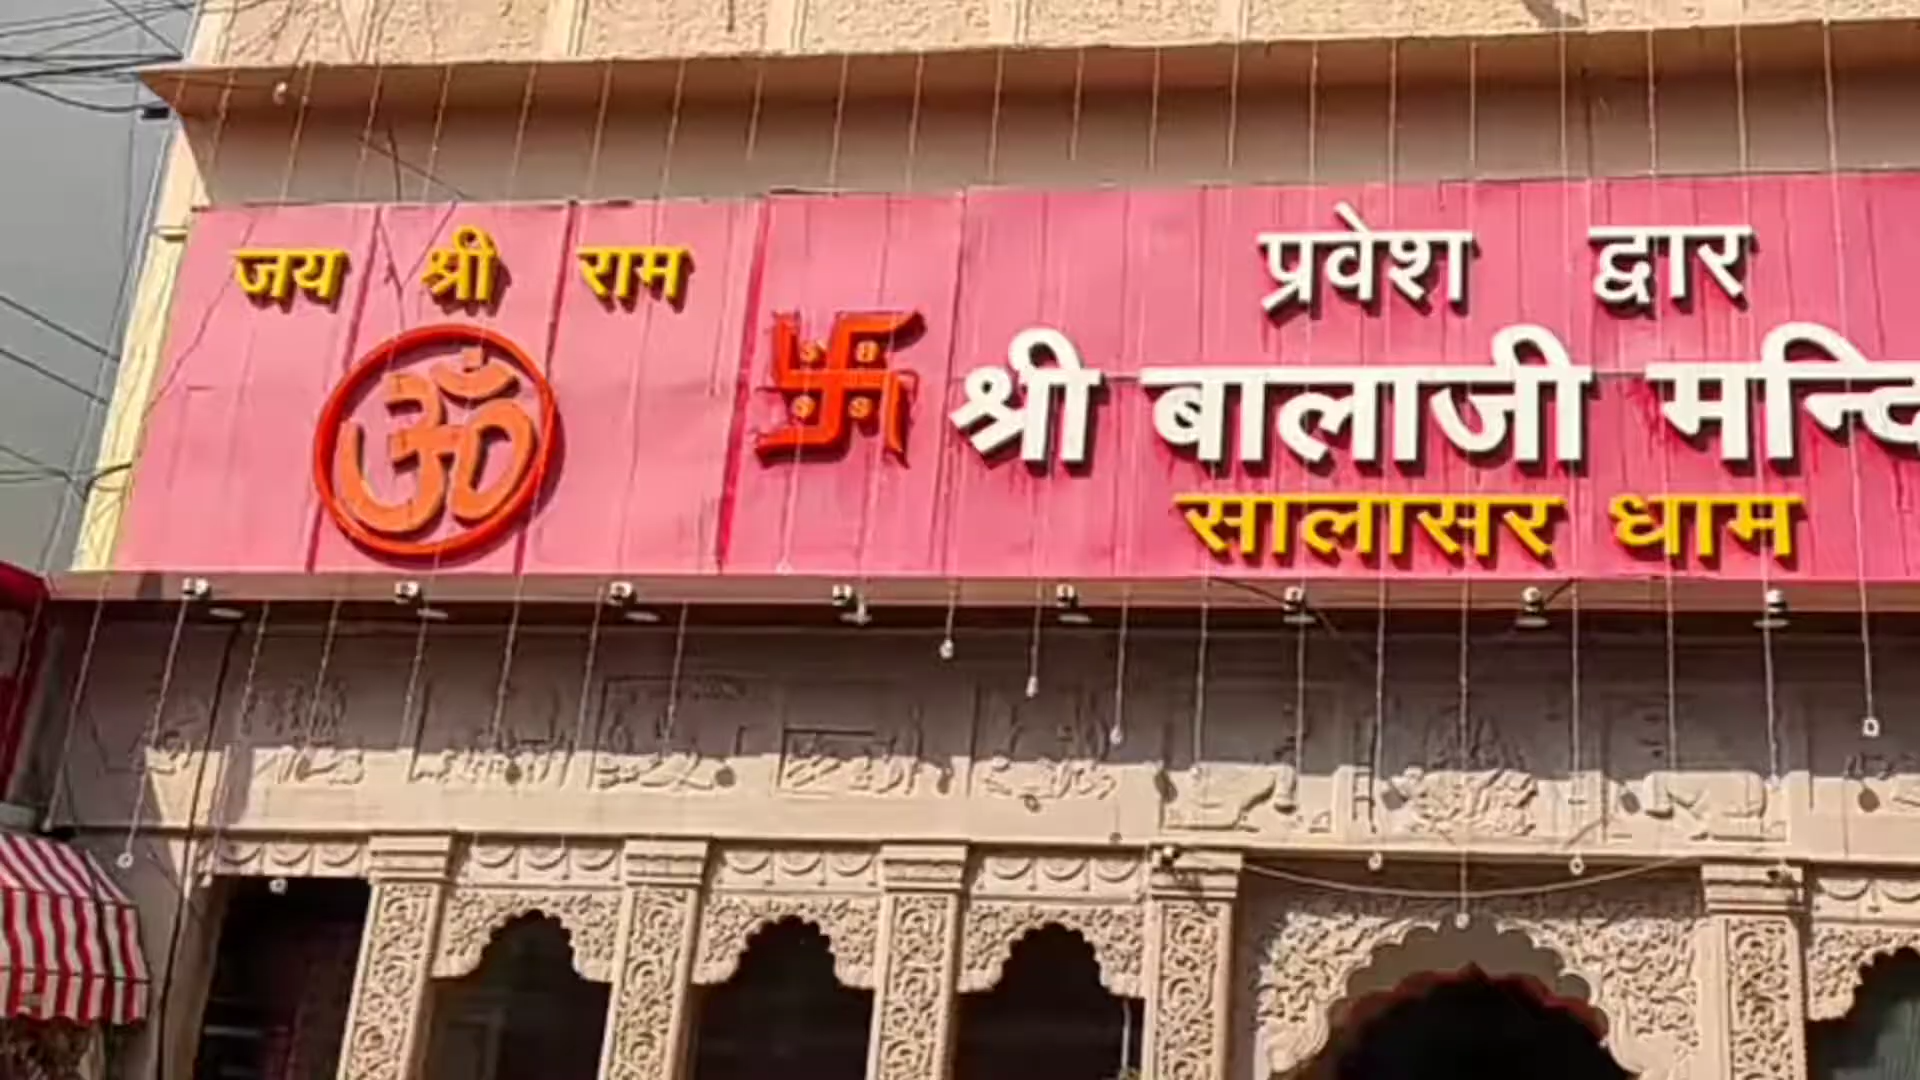 जय श्री राम
ॐ
प्रवेश द्वार
श्री बालाजी मन्दि
सालासर धाम